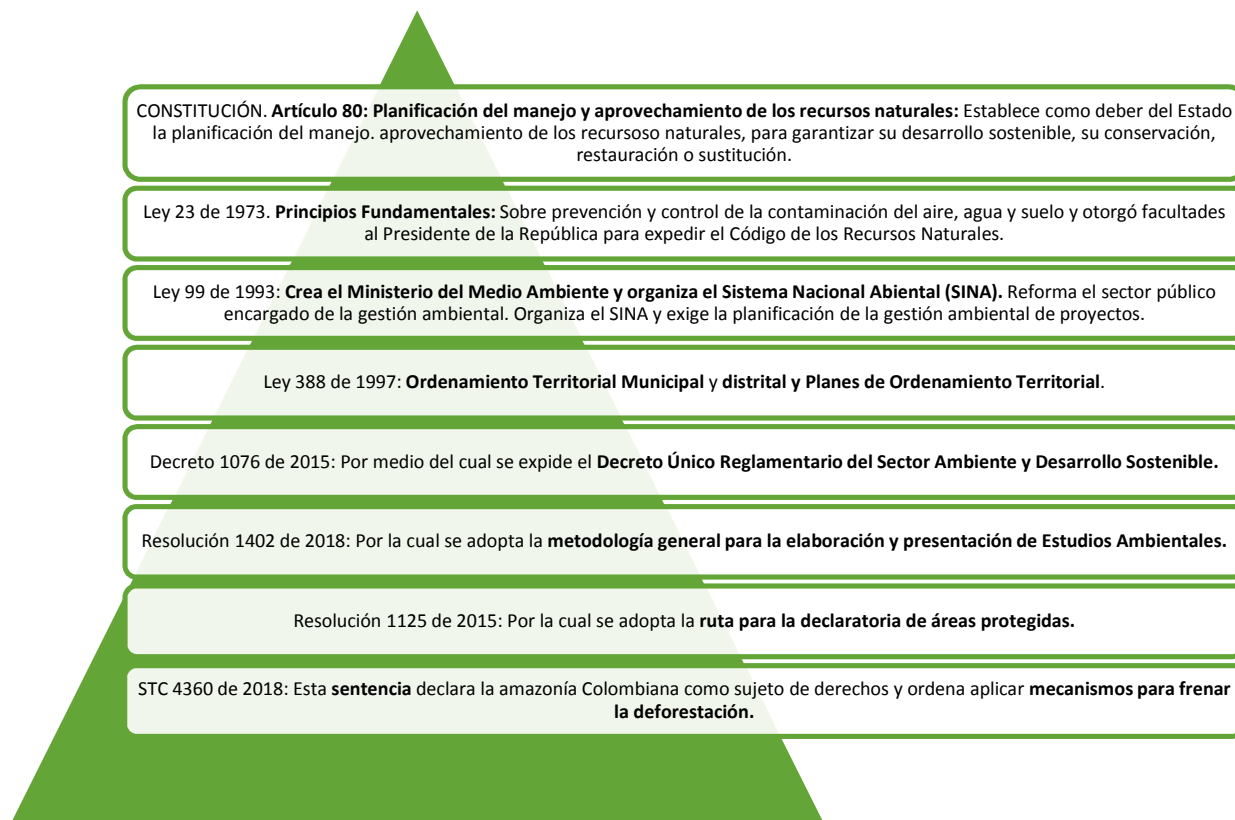 CONSTITUCIÓN. Artículo 80: Planificación del manejo y aprovechamiento de los recursos naturales: Establece como deber del Estado
la planificación del manejo. aprovechamiento de los recursoso naturales, para garantizar su desarrollo sostenible, su conservación,
restauración o sustitución.
Ley 23 de 1973. Principios Fundamentales: Sobre prevención y control de la contaminación del aire, agua y suelo y otorgó facultades
al Presidente de la República para expedir el Código de los Recursos Naturales.
Ley 99 de 1993: Crea el Ministerio del Medio Ambiente y organiza el Sistema Nacional Abiental (SINA). Reforma el sector público
encargado de la gestión ambiental. Organiza el SINA y exige la planificación de la gestión ambiental de proyectos.
Ley 388 de 1997: Ordenamiento Territorial Municipal y distrital y Planes de Ordenamiento Territorial.
Decreto 1076 de 2015: Por medio del cual se expide el Decreto Único Reglamentario del Sector Ambiente y Desarrollo Sostenible.
Resolución 1402 de 2018: Por la cual se adopta la metodología general para la elaboración y presentación de Estudios Ambientales.
Resolución 1125 de 2015: Por la cual se adopta la ruta para la declaratoria de áreas protegidas.
STC 4360 de 2018: Esta sentencia declara la amazonía Colombiana como sujeto de derechos y ordena aplicar mecanismos para frenar
la deforestación.